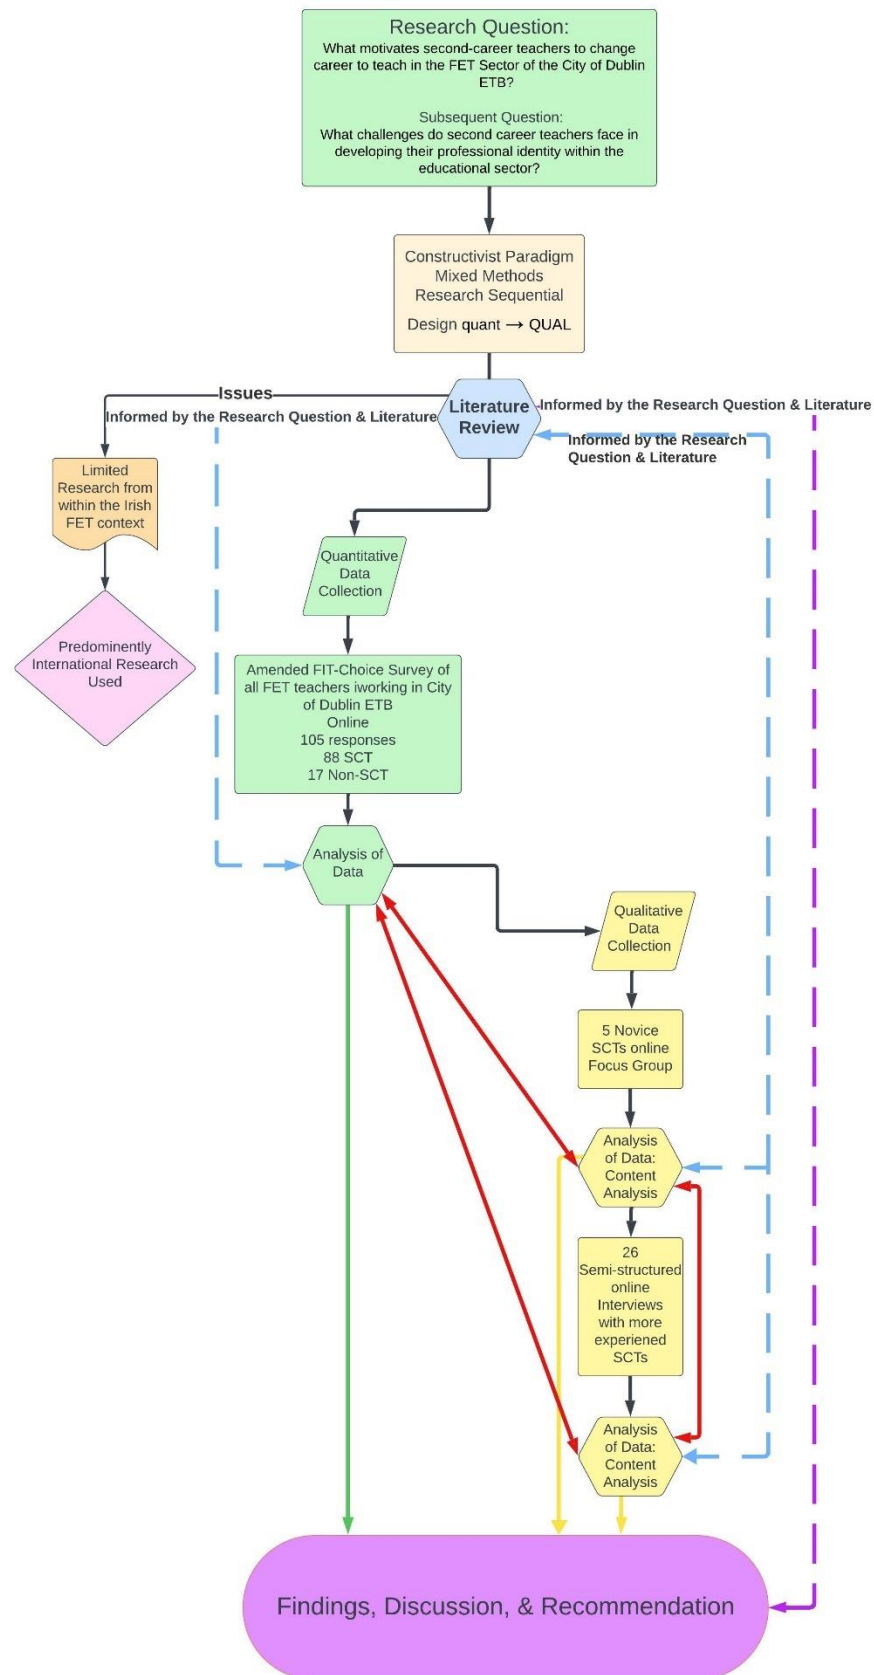 Research Question:
What motivates second-career teachers to change
career to teach in the FET Sector of the City of Dublin
ETB?
Subsequent Question:
What challenges do second career teachers face in
developing their professional identity within the
educational sector?
Constructivist Paradigm
Mixed Methods
Research Sequential
Design quant → QUAL
Issues
Informed by the Research Question & Literature
Literature
Review
Informed by the Research Question & Literature
Informed by the Research
Question & Literature
Limited
Research from
within the Irish
FET context
Predominently
International Research
Used
Quantitative
Data
Collection
Amended FIT-Choice Survey of
all FET teachers iworking in City
of Dublin ETB
Online
105 responses
88 SCT
17 Non-SCT
Analysis of
Data
Qualitative
Data
Collection
5 Novice
SCTs online
Focus Group
Analysis
of Data:
Content
Analysis
26
Semi-structured
online
Interviews
with more
experiened
SCTs
Analysis
of Data:
Content
Analysis
Findings, Discussion, & Recommendation